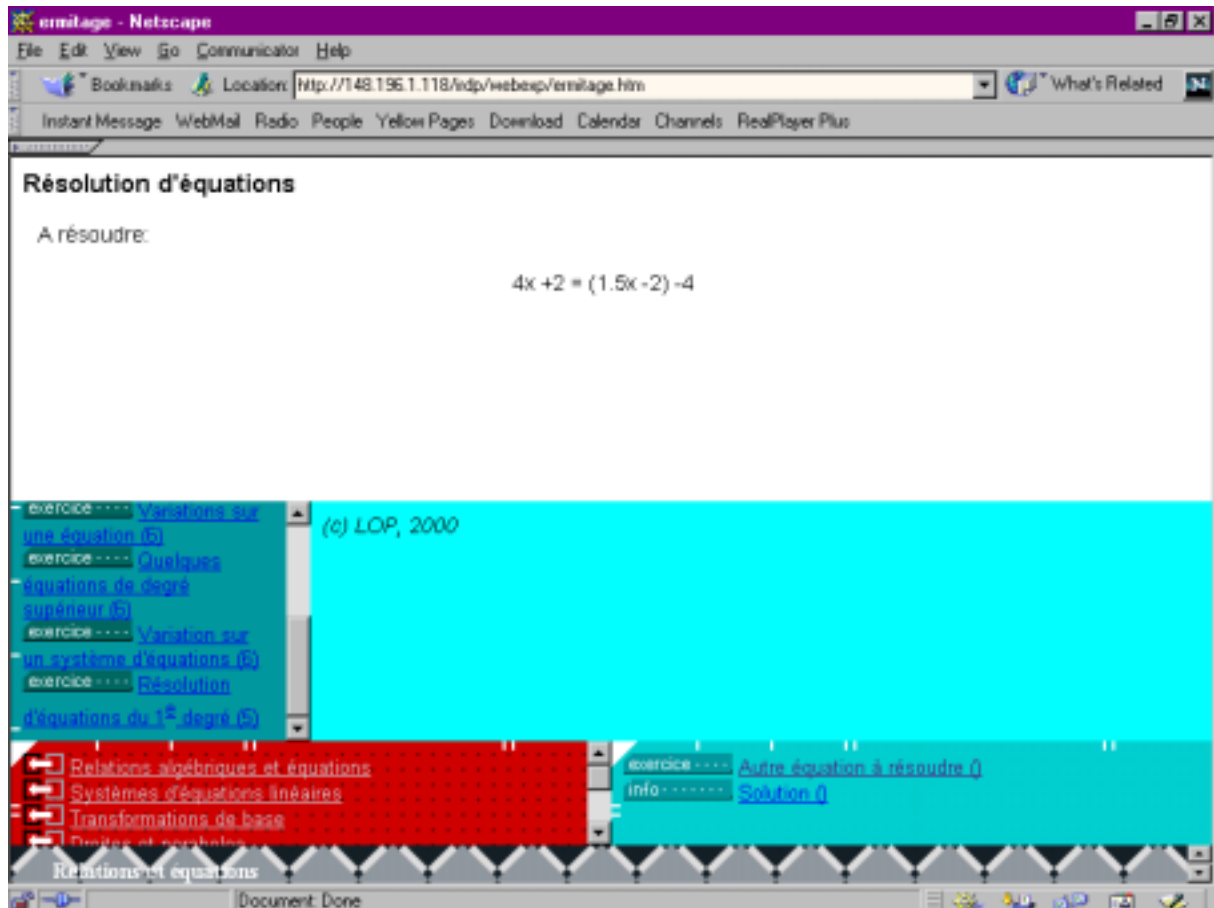 ermitage - Netscape
File Edit View Go Communicator Help
Bookmarks Location: http://148.196.1.118/irdp/webexp/ermitage.htm What's Related N
Instant Message WebMail Radio People Yellow Pages Download Calendar Channels RealPlayer Plus
Résolution d'équations
A résoudre:
4x +2 = (1.5x -2) -4
exercice Variations sur
une équation (6)
exercice Quelques
équations de degré
supérieur (6)
exercice Variation sur
un système d'équations (6)
exercice Résolution
d'équations du 1er degré (5)
(c) LOP, 2000
Relations algébriques et équations
Systèmes d'équations linéaires
Transformations de base
Droites et paraboles
exercice Autre équation à résoudre ()
info Solution ()
Relations et équations
Document: Done